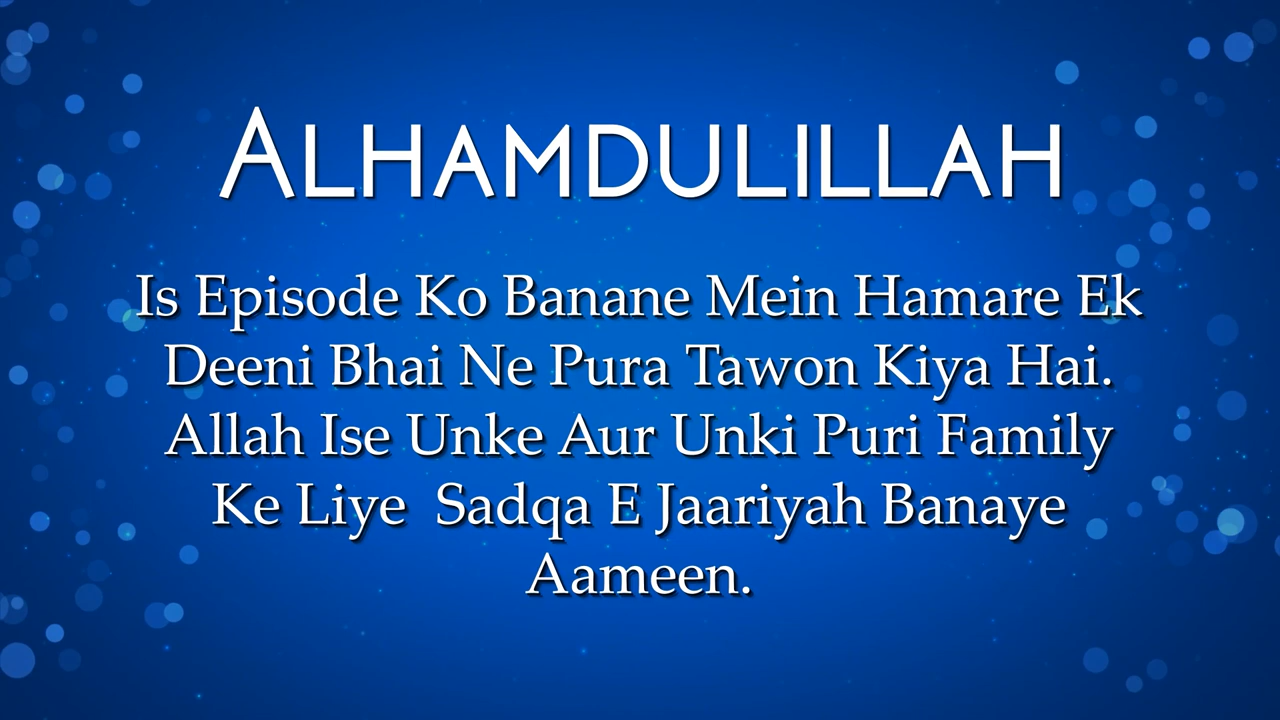 ALHAMDULILLAH
Is Episode Ko Banane Mein Hamare Ek
Deeni Bhai Ne Pura Tawon Kiya Hai.
Allah Ise Unke Aur Unki Puri Family
Ke Liye  Sadqa E Jaariyah Banaye
Aameen.